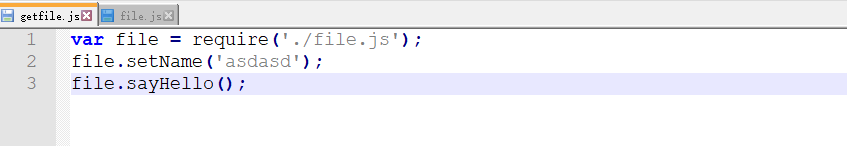 getfile.js file.js
1 var file = require('./file.js');
2 file.setName('asdasd');
3 file.sayHello();